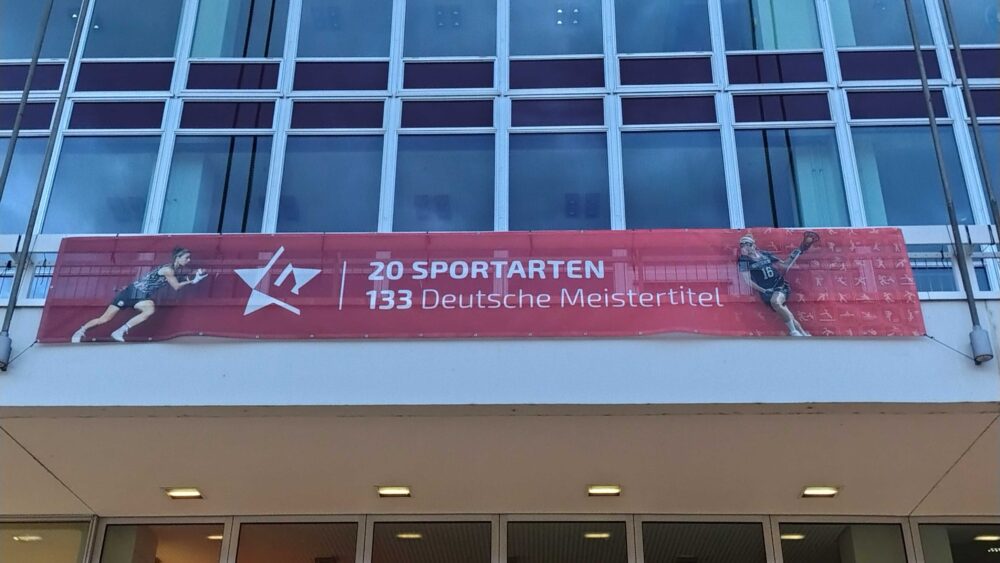 20 SPORTARTEN
133 Deutsche Meistertitel
16